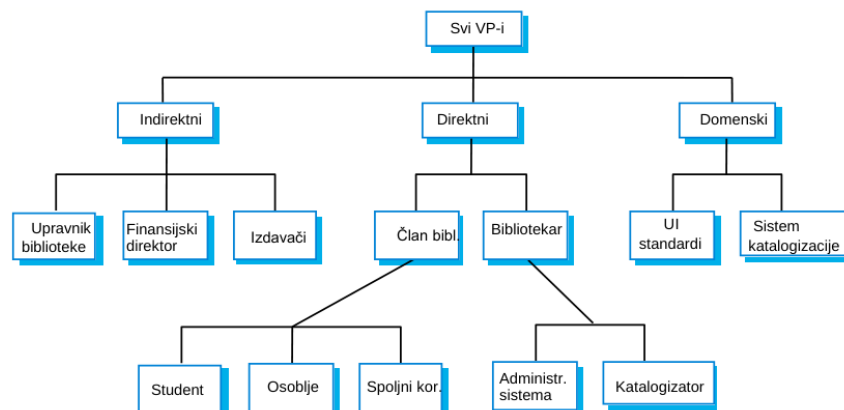 Svi VP-i
Indirektni
Direktni
Domenski
Upravnik
biblioteke
Finansijski
direktor
Izdavači
Član bibl.
Bibliotekar
UI
standardi
Sistem
katalogizacije
Student
Osoblje
Spoljni kor.
Administr.
sistema
Katalogizator